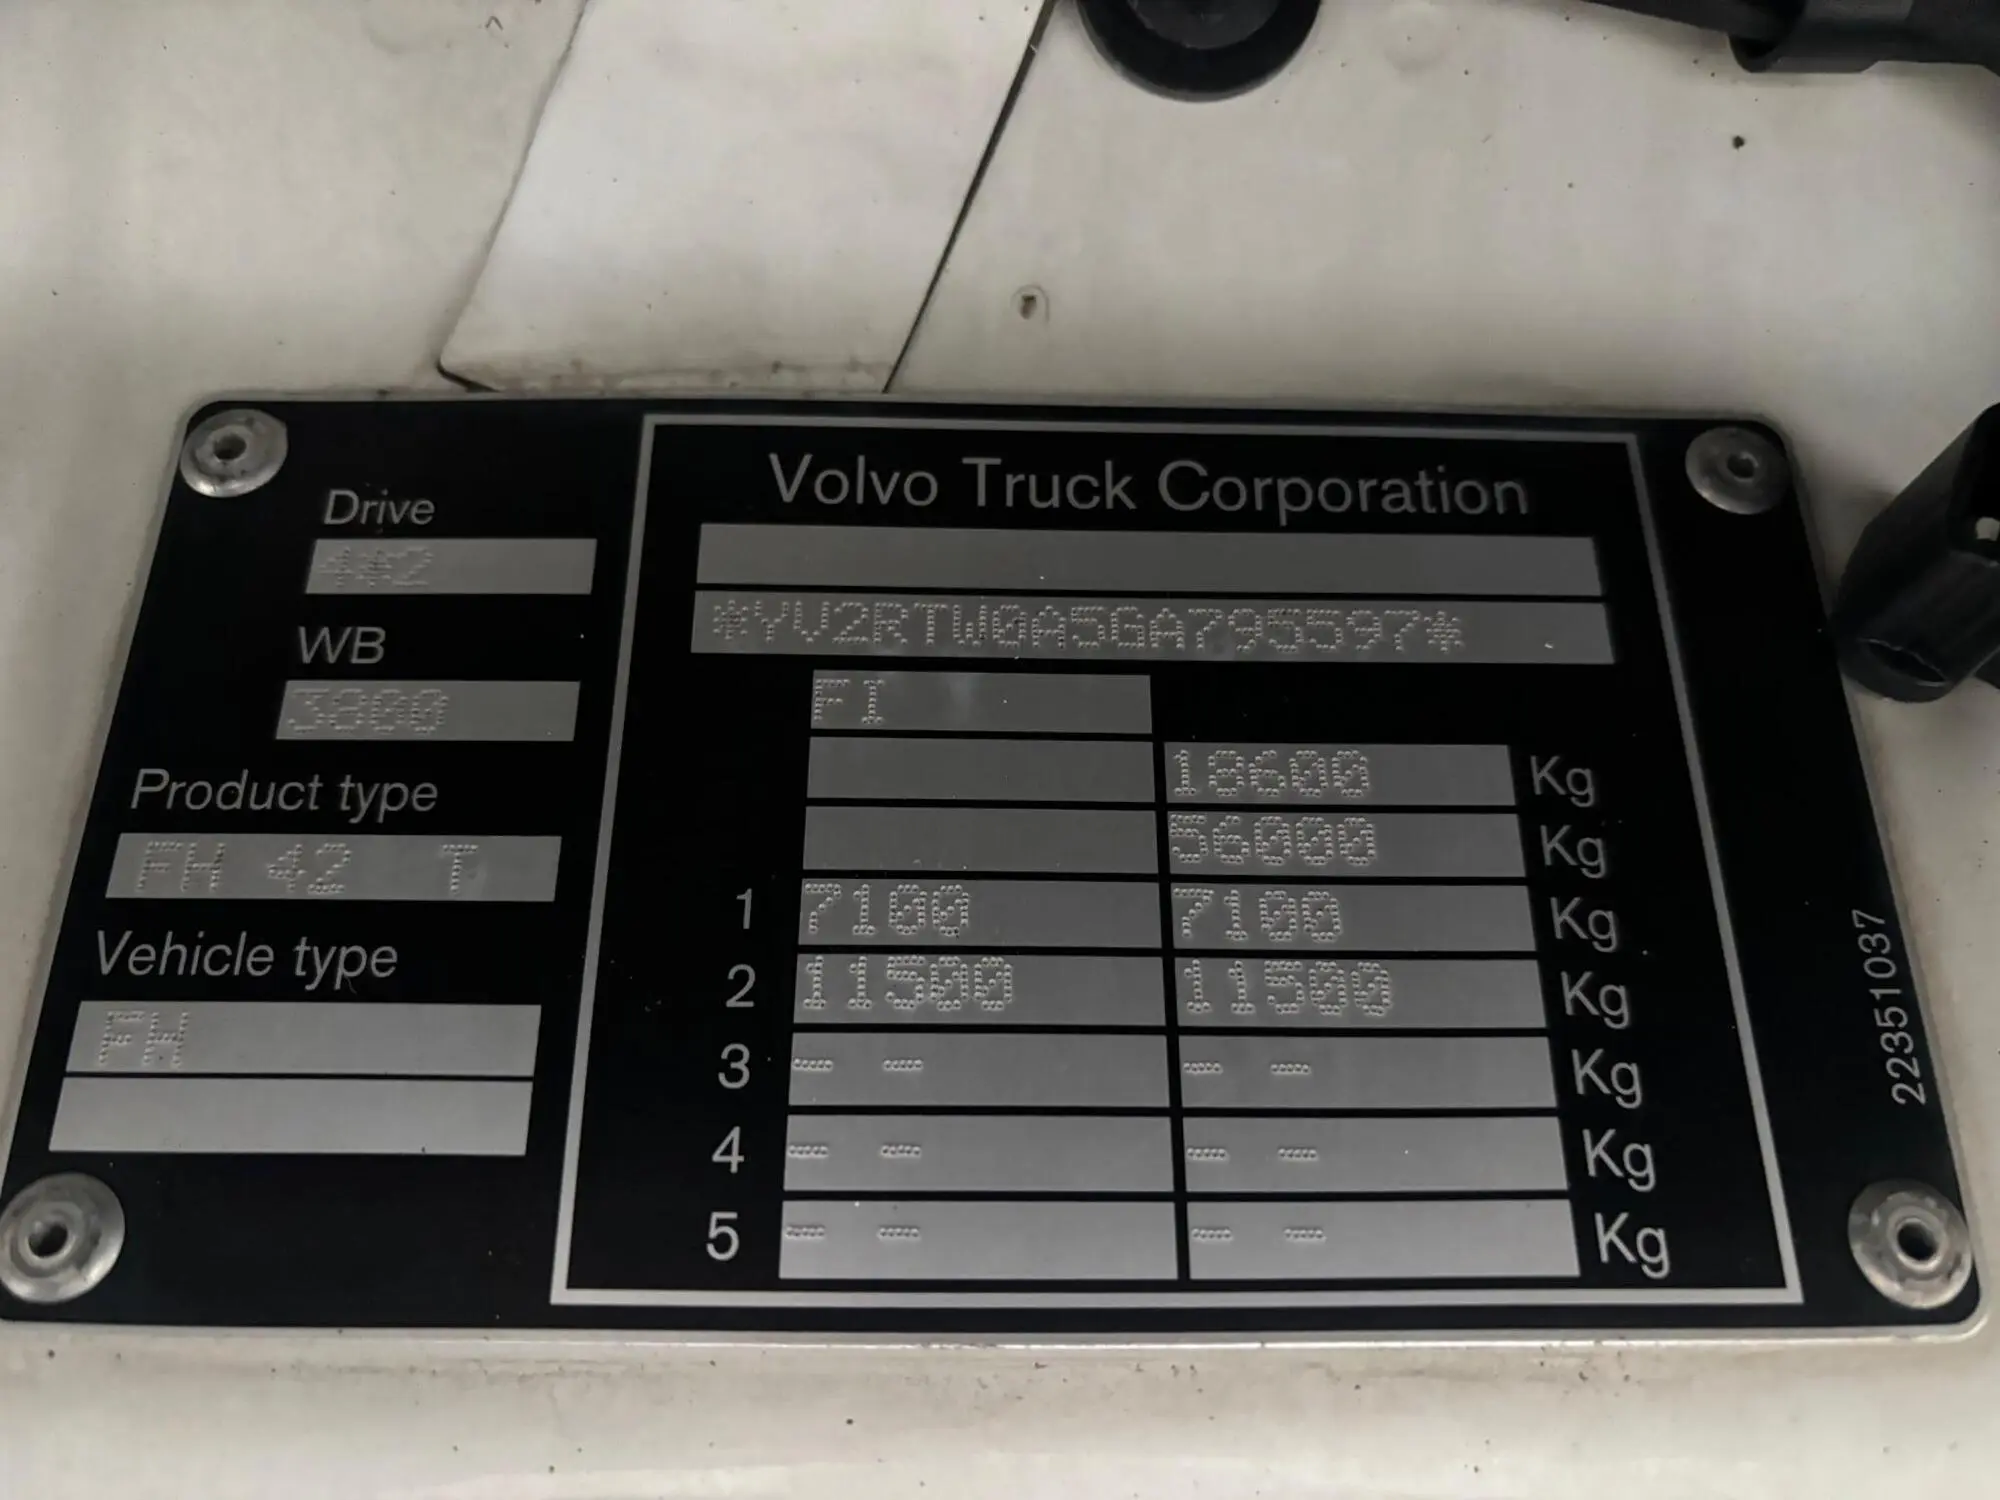 Drive
4*2
WB
3800
Product type
FH 42 T
Vehicle type
FH
Volvo Truck Corporation
*YV2RTW0A5GA795597*
FI
18600 Kg
56000 Kg
1 7100 7100 Kg
2 11500 11500 Kg
3 - - - - Kg
4 - - - - Kg
5 - - - - Kg
22351037